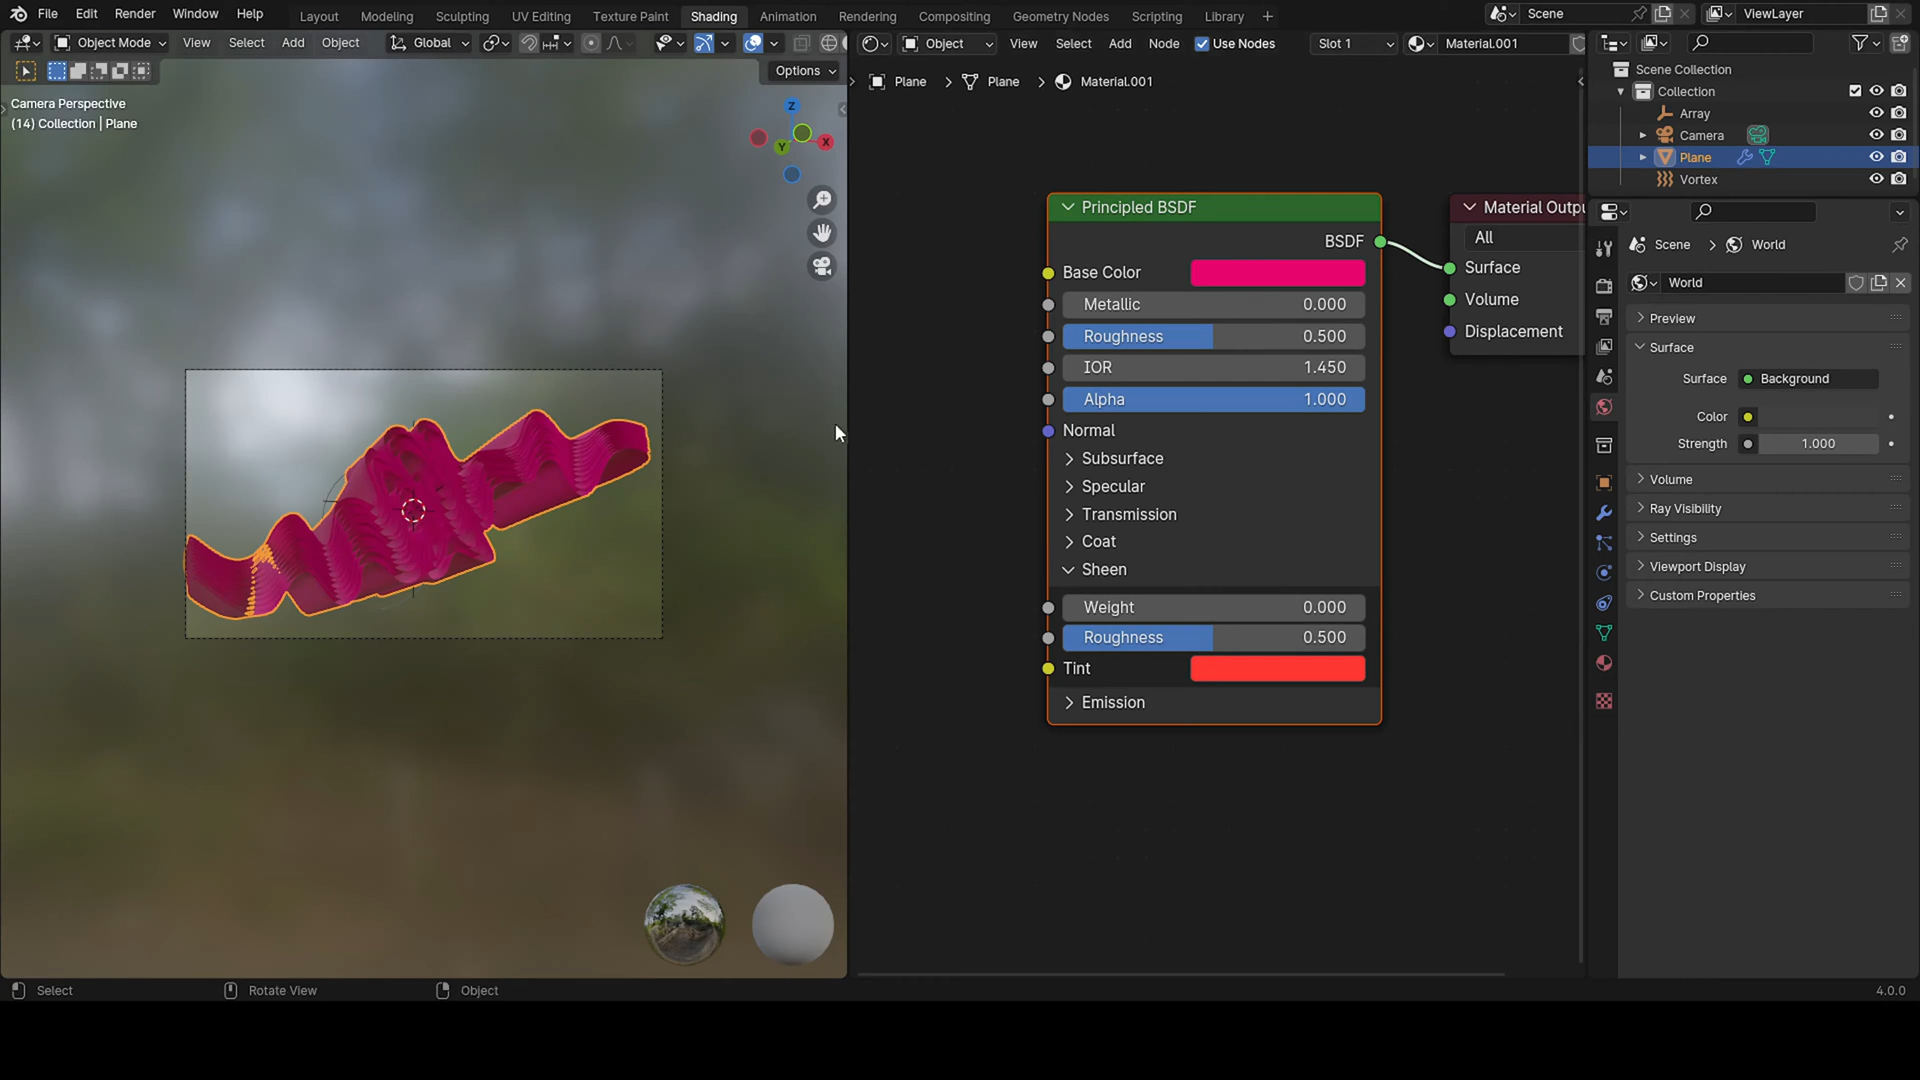 File Edit Render Window Help Layout Modeling Sculpting UV Editing Texture Paint Shading Animation Rendering Compositing Geometry Nodes Scripting Library + Scene ViewLayer
Object Mode View Select Add Object Global Object View Select Add Node Use Nodes Slot 1 Material.001
Options
Camera Perspective
(14) Collection | Plane
Z
X
Y
Plane > Plane > Material.001
Principled BSDF
BSDF
Base Color
Metallic 0.000
Roughness 0.500
IOR 1.450
Alpha 1.000
Normal
Subsurface
Specular
Transmission
Coat
Sheen
Weight 0.000
Roughness 0.500
Tint
Emission
Material Outpu
All
Surface
Volume
Displacement
Scene Collection
Collection
Array
Camera
Plane
Vortex
Scene > World
World
Preview
Surface
Surface Background
Color
Strength 1.000
Volume
Ray Visibility
Settings
Viewport Display
Custom Properties
Select Rotate View Object 4.0.0